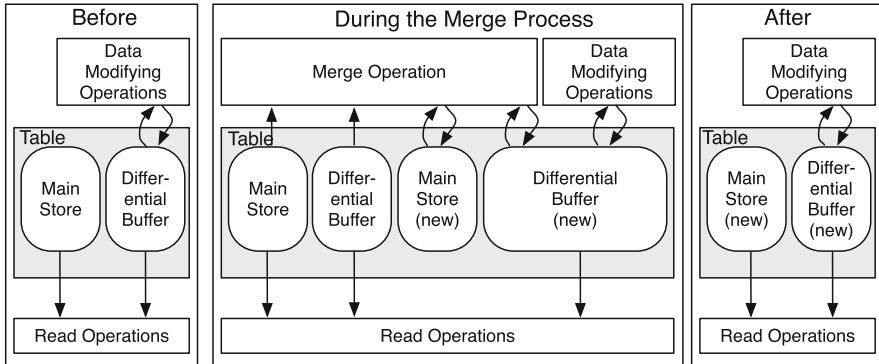 Before
Data
Modifying
Operations
Table
Main
Store
Differ-
ential
Buffer
Read Operations
During the Merge Process
Merge Operation
Data
Modifying
Operations
Table
Main
Store
Differ-
ential
Buffer
Main
Store
(new)
Differential
Buffer
(new)
Read Operations
After
Data
Modifying
Operations
Table
Main
Store
(new)
Differ-
ential
Buffer
(new)
Read Operations